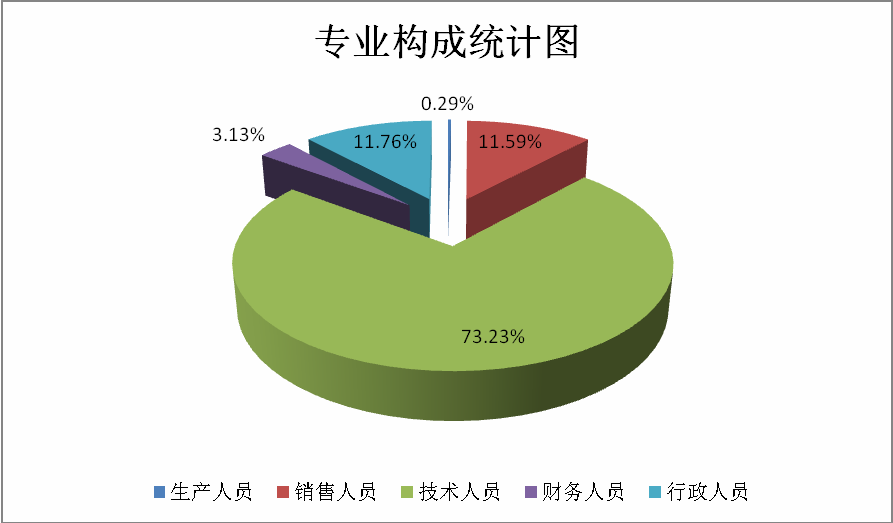 专业构成统计图
0.29%
3.13%
11.76%
11.59%
73.23%
生产人员 销售人员 技术人员 财务人员 行政人员